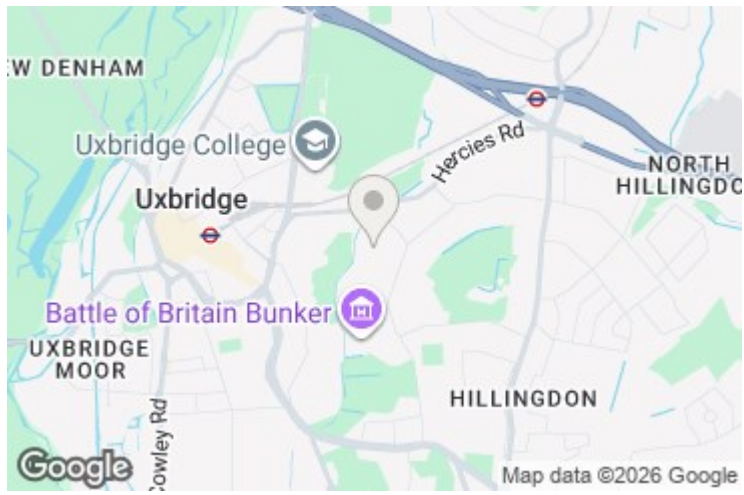 EW DENHAM
Uxbridge College
Hercies Rd
NORTH
HILLINGDO
Uxbridge
Battle of Britain Bunker
UXBRIDGE
MOOR
HILLINGDON
Cowley Rd
Google
Map data ©2026 Google